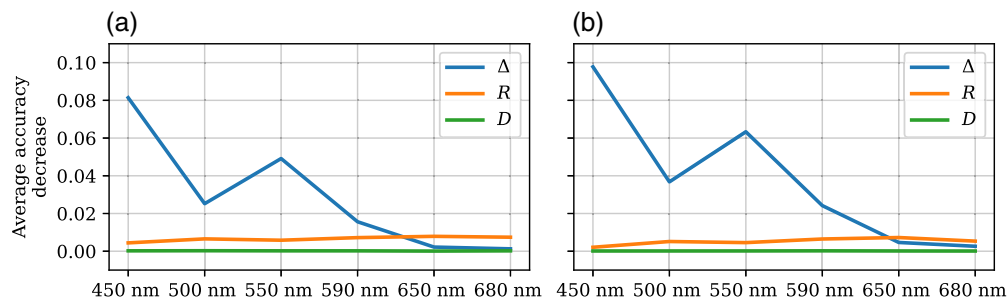 (a)
(b)
Average accuracy
decrease
0.10
0.08
0.06
0.04
0.02
0.00
Δ
R
D
Δ
R
D
450 nm 500 nm 550 nm 590 nm 650 nm 680 nm
450 nm 500 nm 550 nm 590 nm 650 nm 680 nm